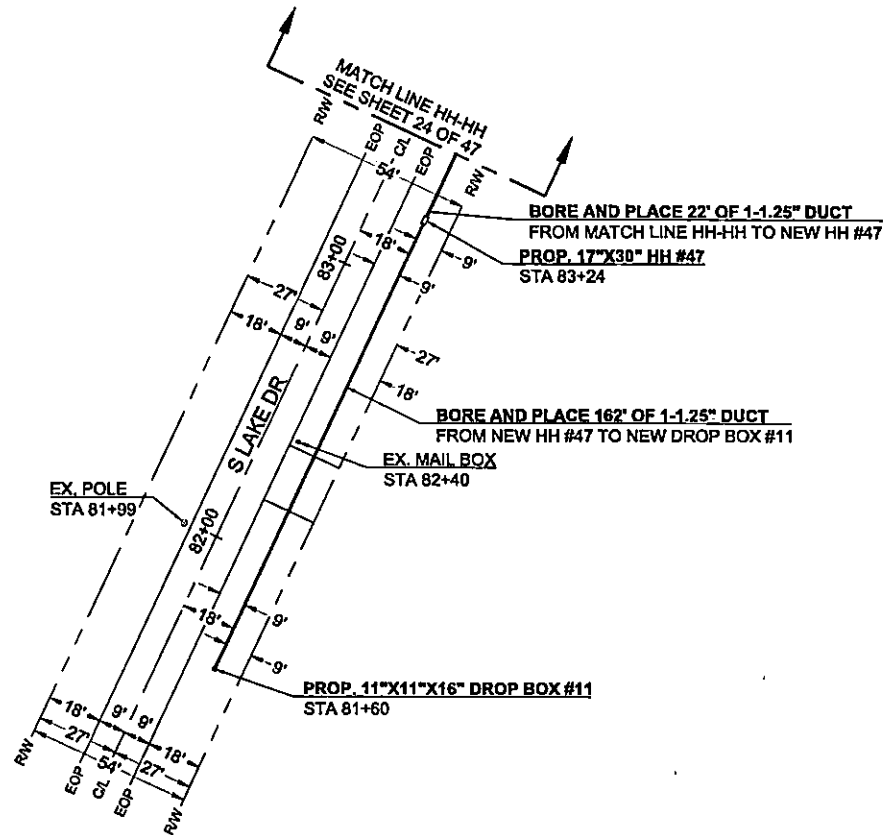 MATCH LINE HH-HH
SEE SHEET 24 OF 47
R/W
EOP
C/L
EOP
R/W
54'
BORE AND PLACE 22' OF 1-1.25" DUCT
FROM MATCH LINE HH-HH TO NEW HH #47
PROP. 17"X30" HH #47
STA 83+24
18'
83+00
9'
9'
27'
18'
9'
9'
27'
18'
S LAKE DR
BORE AND PLACE 162' OF 1-1.25" DUCT
FROM NEW HH #47 TO NEW DROP BOX #11
EX. MAIL BOX
STA 82+40
EX. POLE
STA 81+99
82+00
18'
9'
9'
PROP. 11"X11"X16" DROP BOX #11
STA 81+60
18'
9'
9'
18'
27'
27'
54'
R/W
EOP
C/L
EOP
R/W